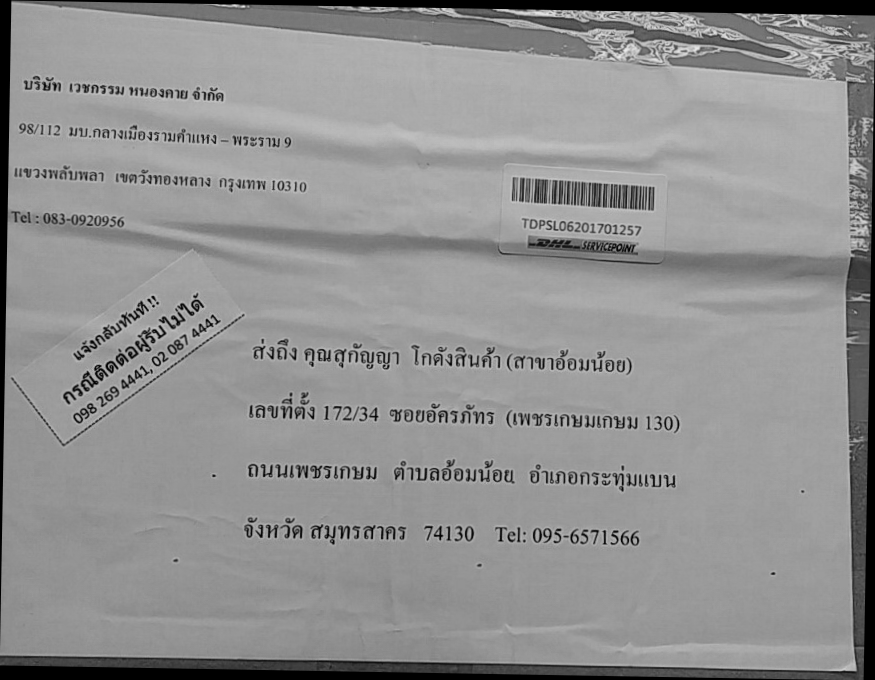 บริษัท เวชกรรม หนองคาย จำกัด
98/112 มบ.กลางเมืองรามคำแหง – พระราม 9
แขวงพลับพลา เขตวังทองหลาง กรุงเทพ 10310
Tel : 083-0920956
TDPSL06201701257
DHL SERVICEPOINT
แจ้งกลับทันที !!
กรณีติดต่อผู้รับไม่ได้
098 269 4441, 02 087 4441
ส่งถึง คุณสุกัญญา โกดังสินค้า (สาขาอ้อมน้อย)
เลขที่ตั้ง 172/34 ซอยอัครภัทร (เพชรเกษมเกษม 130)
ถนนเพชรเกษม ตำบลอ้อมน้อย อำเภอกระทุ่มแบน
จังหวัด สมุทรสาคร 74130 Tel: 095-6571566